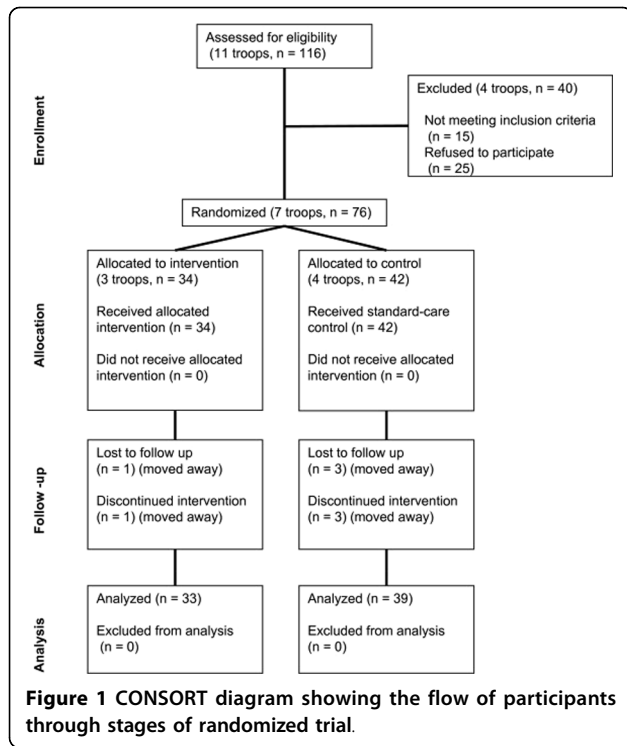 Assessed for eligibility
(11 troops, n = 116)
Excluded (4 troops, n = 40)
Not meeting inclusion criteria
(n = 15)
Refused to participate
(n = 25)
Enrollment
Randomized (7 troops, n = 76)
Allocated to intervention
(3 troops, n = 34)
Received allocated
intervention (n = 34)
Did not receive allocated
intervention (n = 0)
Allocated to control
(4 troops, n = 42)
Received standard-care
control (n = 42)
Did not receive allocated
intervention (n = 0)
Allocation
Lost to follow up
(n = 1) (moved away)
Discontinued intervention
(n = 1) (moved away)
Lost to follow up
(n = 3) (moved away)
Discontinued intervention
(n = 3) (moved away)
Follow -up
Analyzed (n = 33)
Excluded from analysis
(n = 0)
Analyzed (n = 39)
Excluded from analysis
(n = 0)
Analysis
Figure 1 CONSORT diagram showing the flow of participants
through stages of randomized trial.